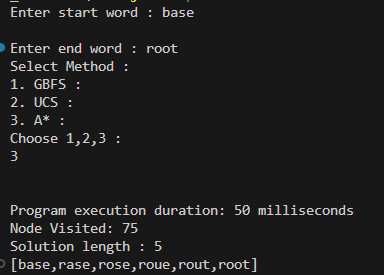 Enter start word : base
Enter end word : root
Select Method :
1. GBFS :
2. UCS :
3. A* :
Choose 1,2,3 :
3
Program execution duration: 50 milliseconds
Node Visited: 75
Solution length : 5
[base,rase,rose,roue,rout,root]